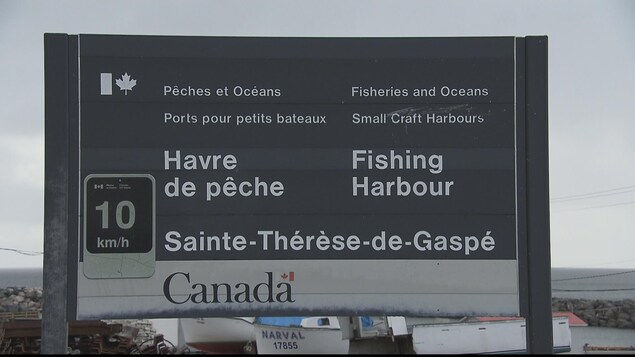 Pêches et Océans
Ports pour petits bateaux
Fisheries and Oceans
Small Craft Harbours
Havre
de pêche
Fishing
Harbour
10
km/h
Sainte-Thérèse-de-Gaspé
Canada
NARVAL
17855